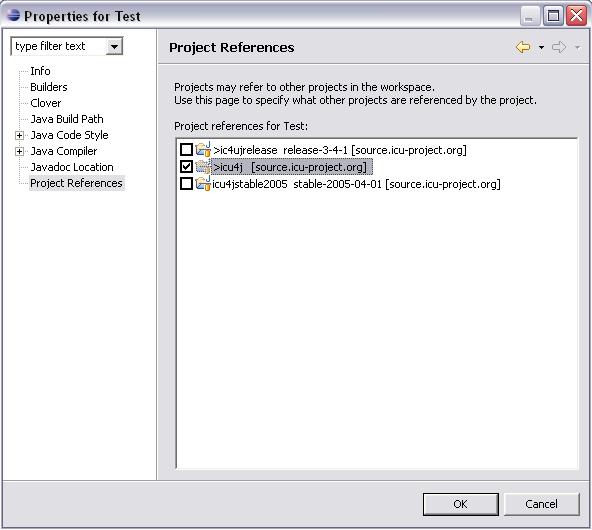 Properties for Test
type filter text
Info
Builders
Clover
Java Build Path
Java Code Style
Java Compiler
Javadoc Location
Project References
Project References
Projects may refer to other projects in the workspace.
Use this page to specify what other projects are referenced by the project.
Project references for Test:
>ic4ujrelease release-3-4-1 [source.icu-project.org]
>icu4j [source.icu-project.org]
icu4jstable2005 stable-2005-04-01 [source.icu-project.org]
OK
Cancel